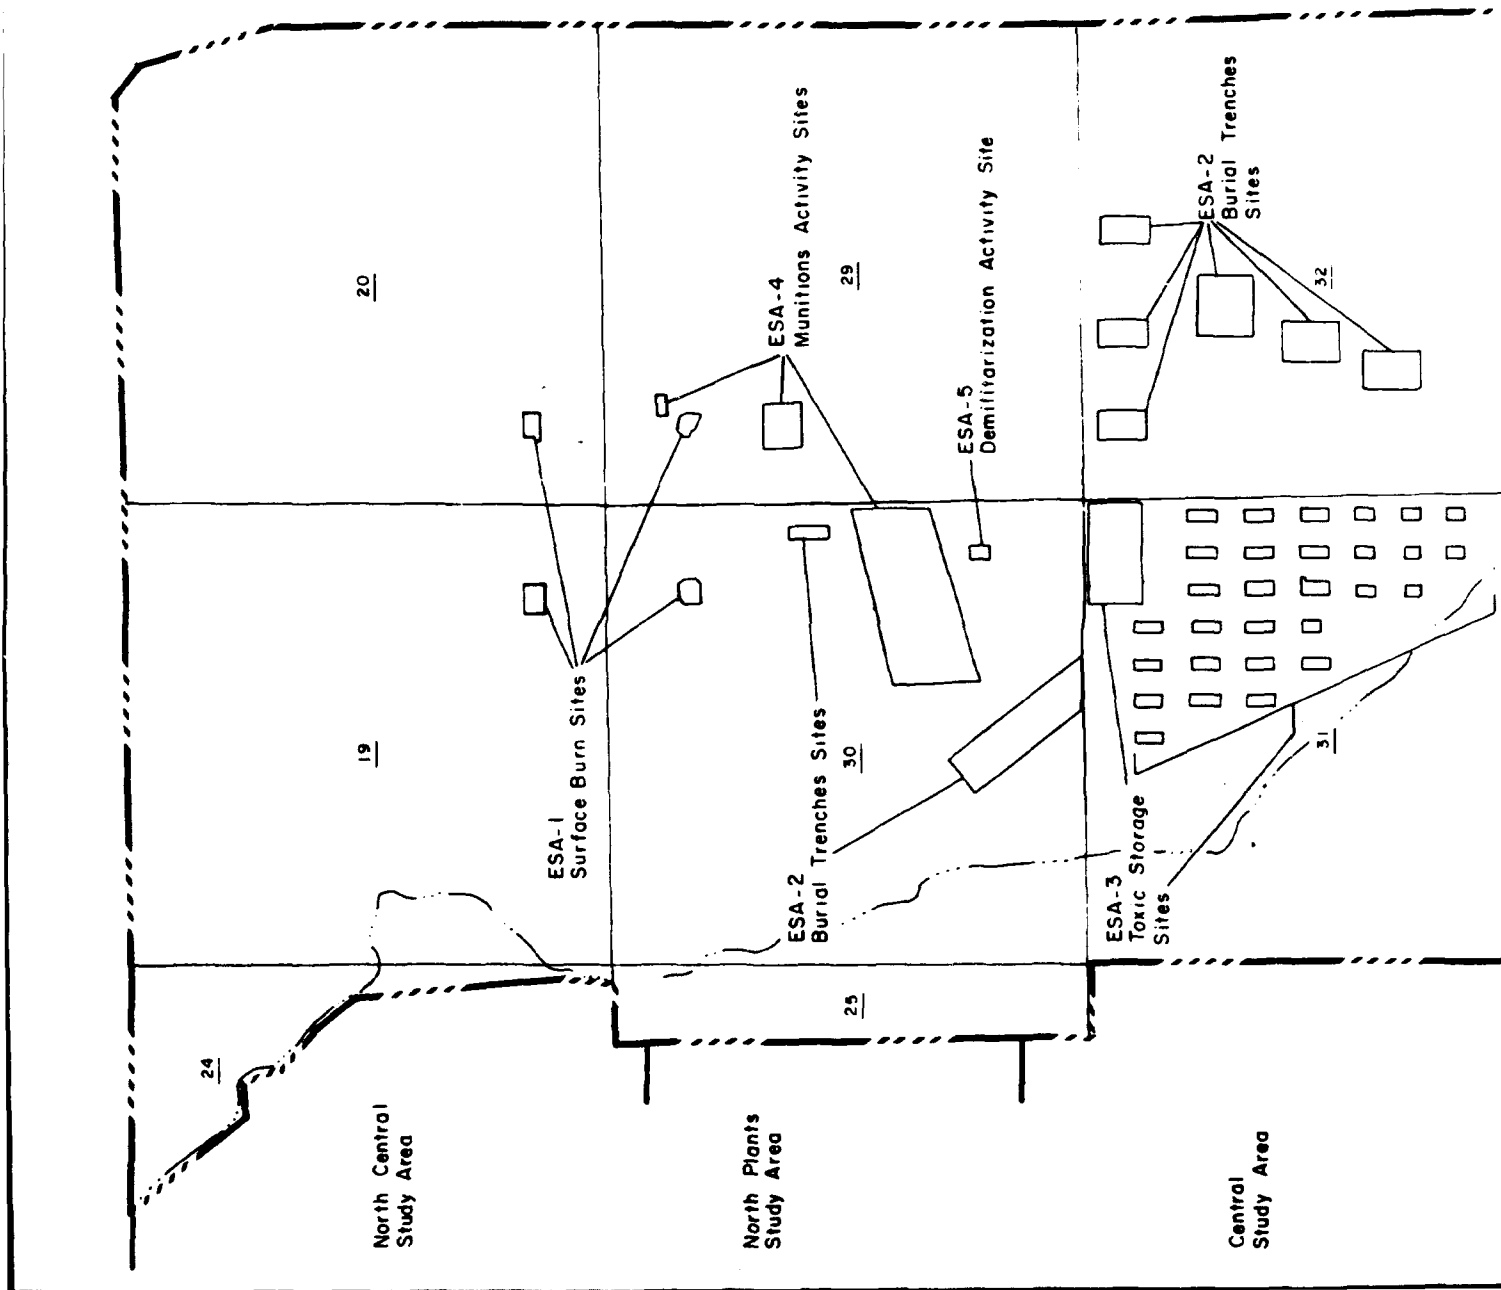 20
ESA-4
Munitions Activity Sites
29
ESA-5
Demilitarization Activity Site
ESA-2
Burial Trenches
Sites
32
19
ESA-1
Surface Burn Sites
ESA-2
Burial Trenches Sites
30
ESA-3
Toxic Storage
Sites
31
24
25
North Central
Study Area
North Plants
Study Area
Central
Study Area